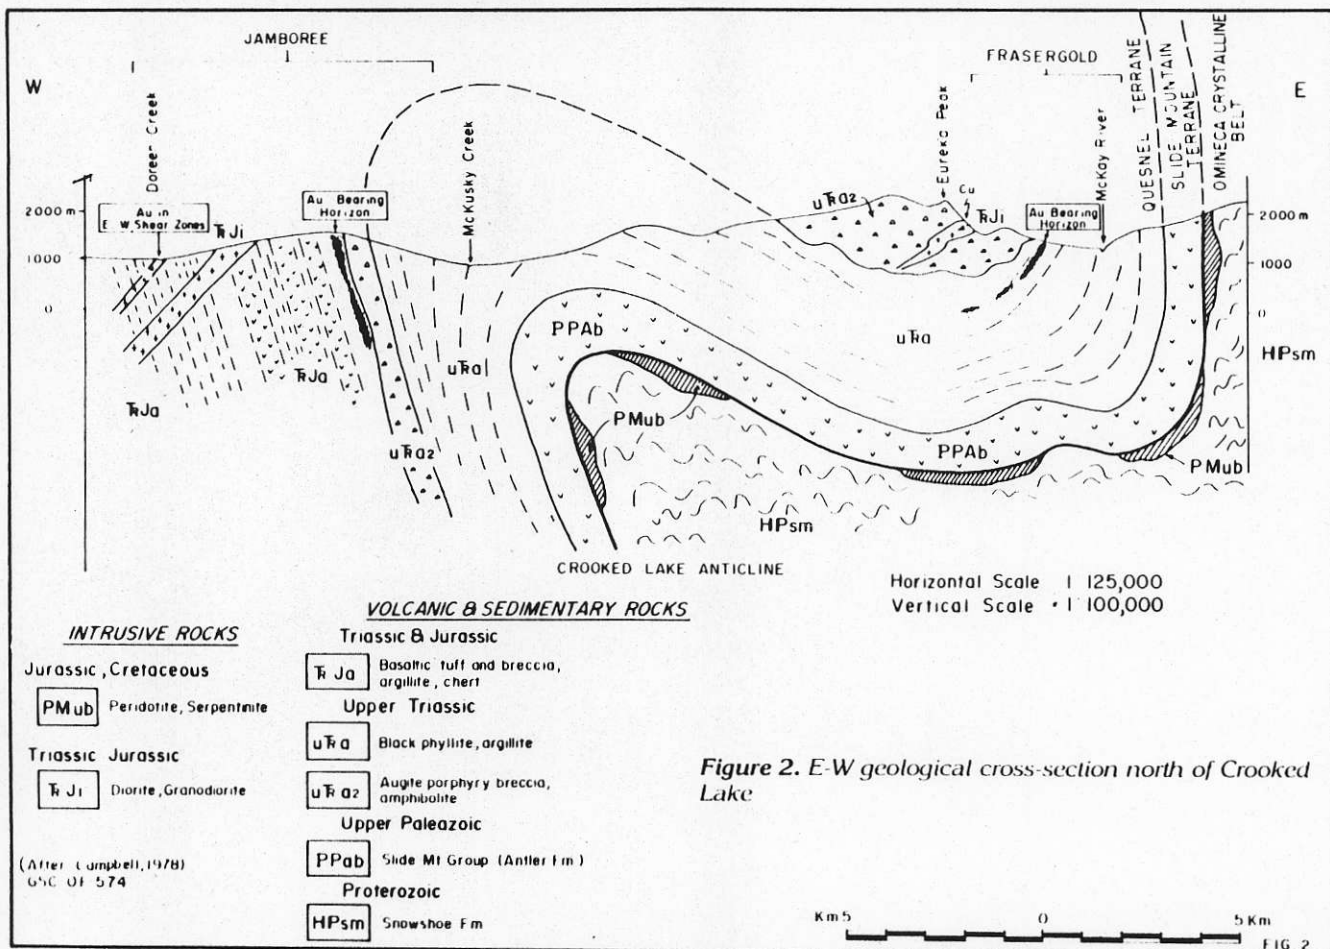 JAMBOREE
FRASERGOLD
W
E
Doreen Creek
McKusky Creek
Eureka Peak
Cu
McKay River
QUESNEL TERRANE
SLIDE MOUNTAIN
TERRANE
OMINECA CRYSTALLINE
BELT
2000 m
1000
0
Au in
E W Shear Zones
TRJi
Au Bearing
Horizon
uTRa2
TRJi
Au Bearing
Horizon
2000 m
1000
0
TRJa
TRJa
uTRa
uTRa2
PPAb
PMub
uTRa
PPAb
PMub
HPsm
HPsm
CROOKED LAKE ANTICLINE
Horizontal Scale 1 125,000
Vertical Scale 1 100,000
INTRUSIVE ROCKS
Jurassic, Cretaceous
PMub Peridotite, Serpentinite
Triassic Jurassic
TRJi Diorite, Granodiorite
(After Campbell, 1978)
GSC OF 574
VOLCANIC & SEDIMENTARY ROCKS
Triassic & Jurassic
TRJa Basaltic tuff and breccia,
argillite, chert
Upper Triassic
uTRa Black phyllite, argillite
uTRa2 Augite porphyry breccia,
amphibolite
Upper Paleazoic
PPab Slide Mt Group (Antler Fm)
Proterozoic
HPsm Snowshoe Fm
Figure 2. E-W geological cross-section north of Crooked
Lake
Km 5 0 5 Km
FIG 2